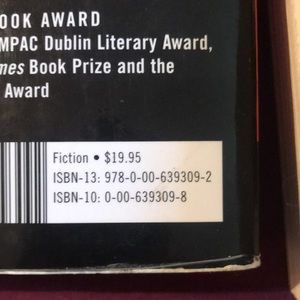 OOK AWARD
MPAC Dublin Literary Award,
mes Book Prize and the
Award
Fiction • $19.95
ISBN-13: 978-0-00-639309-2
ISBN-10: 0-00-639309-8